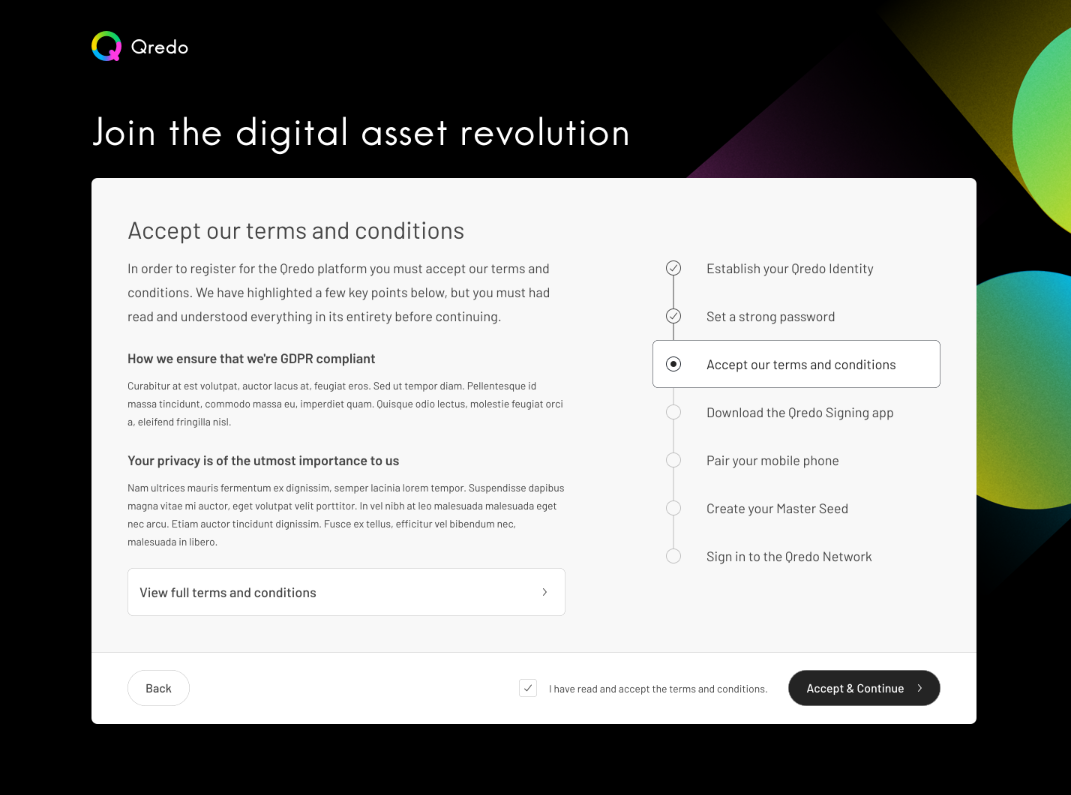 Qredo
Join the digital asset revolution
Accept our terms and conditions
In order to register for the Qredo platform you must accept our terms and
conditions. We have highlighted a few key points below, but you must had
read and understood everything in its entirety before continuing.
How we ensure that we're GDPR compliant
Curabitur at est volutpat, auctor lacus at, feugiat eros. Sed ut tempor diam. Pellentesque id
massa tincidunt, commodo massa eu, imperdiet quam. Quisque odio lectus, molestie feugiat orci
a, eleifend fringilla nisl.
Your privacy is of the utmost importance to us
Nam ultrices mauris fermentum ex dignissim, semper lacinia lorem tempor. Suspendisse dapibus
magna vitae mi auctor, eget volutpat velit porttitor. In vel nibh at leo malesuada malesuada eget
nec arcu. Etiam auctor tincidunt dignissim. Fusce ex tellus, efficitur vel bibendum nec,
malesuada in libero.
View full terms and conditions
Establish your Qredo Identity
Set a strong password
Accept our terms and conditions
Download the Qredo Signing app
Pair your mobile phone
Create your Master Seed
Sign in to the Qredo Network
Back
I have read and accept the terms and conditions.
Accept & Continue